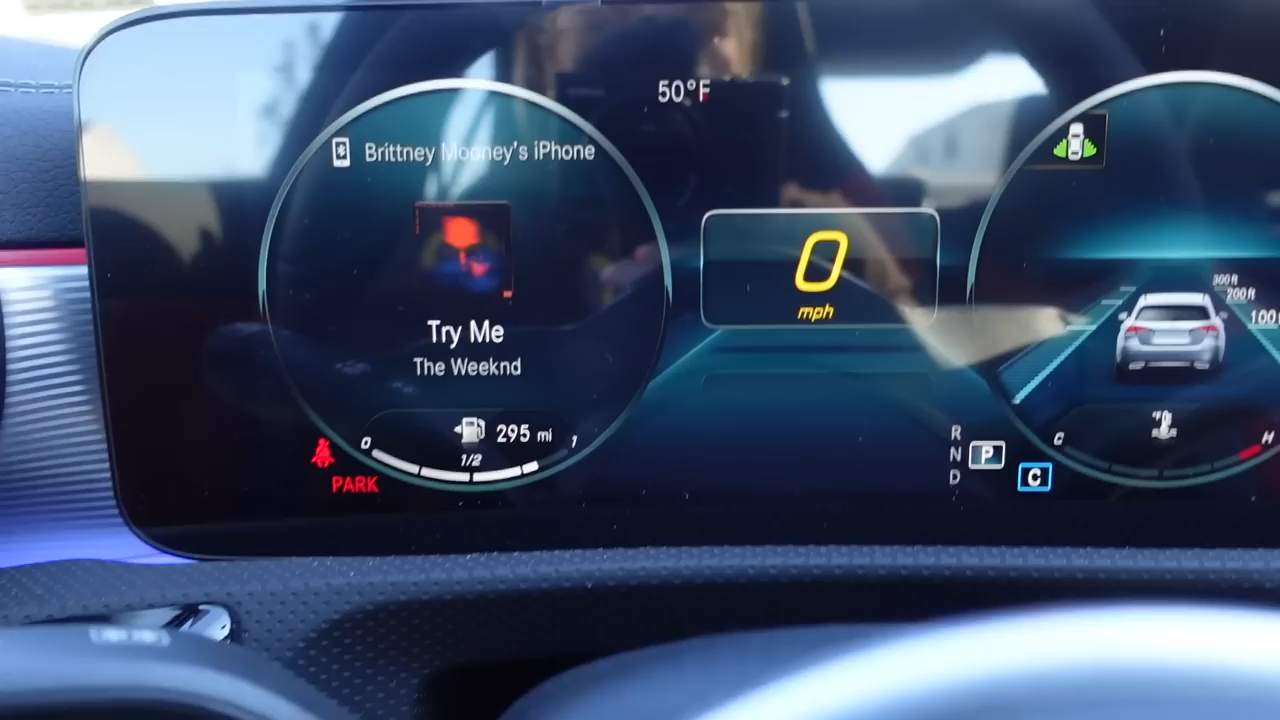 50°F
Brittney Mooney's iPhone
Try Me
The Weeknd
0 mph
300 ft
200 ft
100 ft
295 mi
0 1/2 1
PARK
R
N P
D C
C H